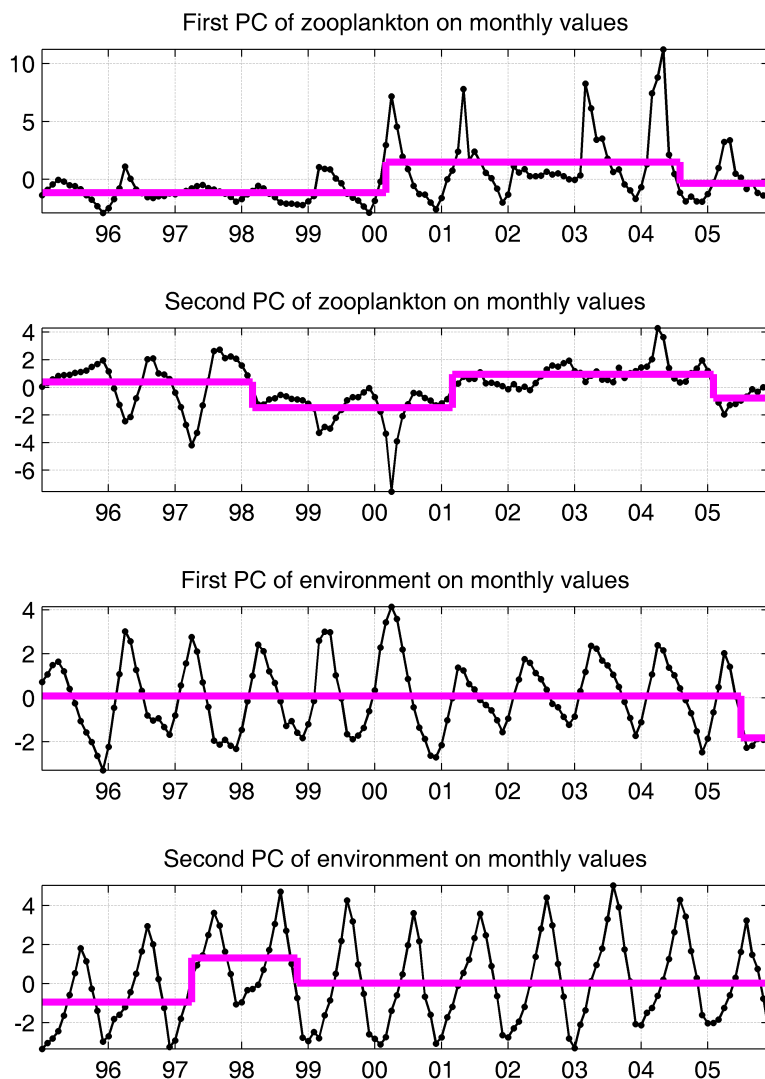 First PC of zooplankton on monthly values
10
5
0
96 97 98 99 00 01 02 03 04 05
Second PC of zooplankton on monthly values
4
2
0
-2
-4
-6
96 97 98 99 00 01 02 03 04 05
First PC of environment on monthly values
4
2
0
-2
96 97 98 99 00 01 02 03 04 05
Second PC of environment on monthly values
4
2
0
-2
96 97 98 99 00 01 02 03 04 05